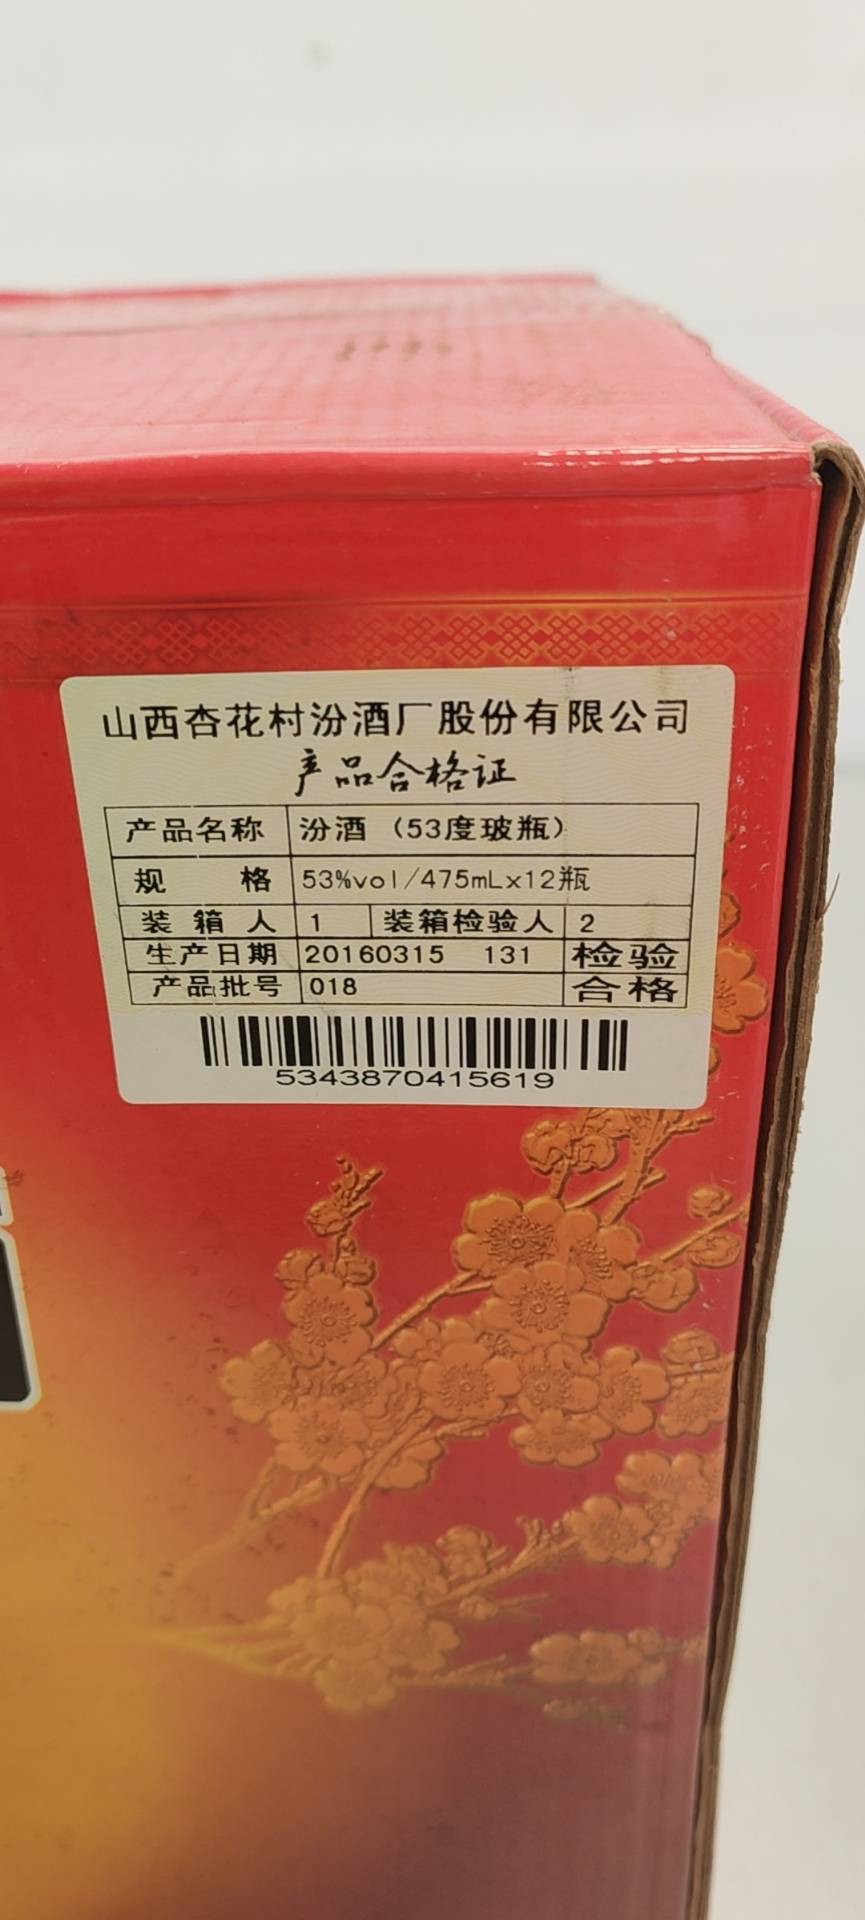 山西杏花村汾酒厂股份有限公司
产品合格证
产品名称 汾酒（53度玻瓶）
规 格 53%vol/475mLx12瓶
装箱人 1 装箱检验人 2
生产日期 20160315 131 检验
产品批号 018 合格
5343870415619